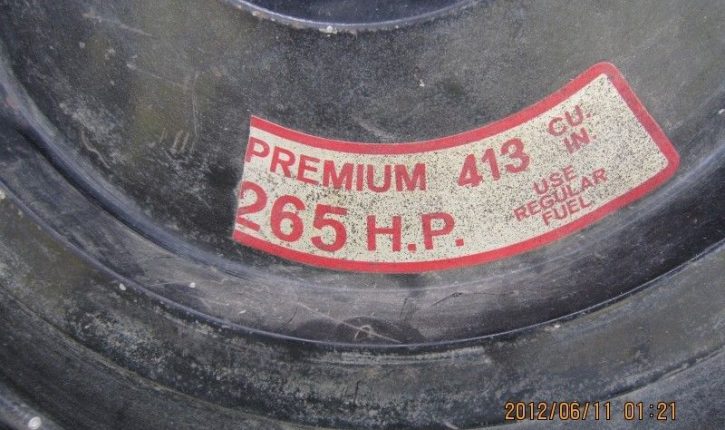 PREMIUM 413 CU. IN.
265 H.P. USE REGULAR FUEL
2012/06/11 01:21